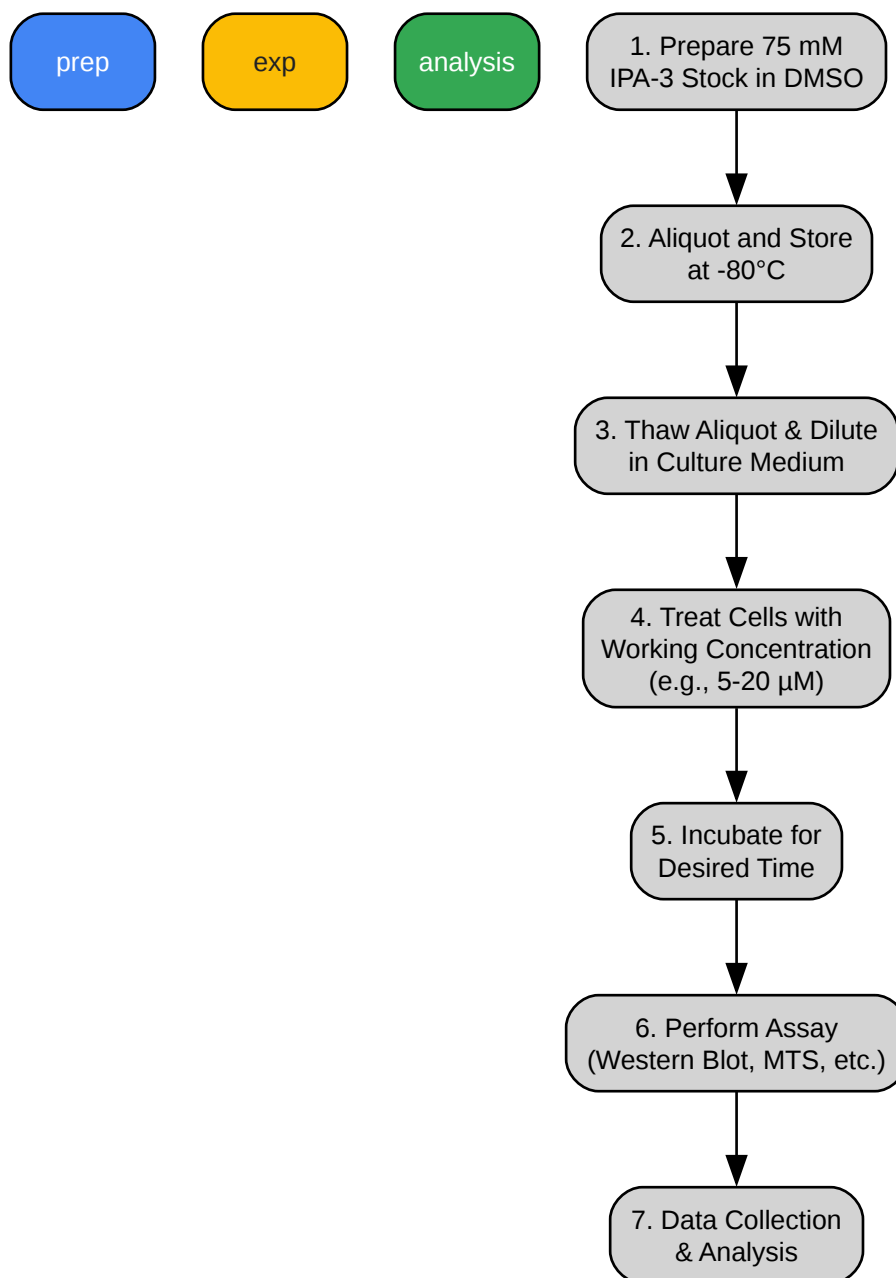 prep
exp
analysis
1. Prepare 75 mM
IPA-3 Stock in DMSO
2. Aliquot and Store
at -80°C
3. Thaw Aliquot & Dilute
in Culture Medium
4. Treat Cells with
Working Concentration
(e.g., 5-20 µM)
5. Incubate for
Desired Time
6. Perform Assay
(Western Blot, MTS, etc.)
7. Data Collection
& Analysis